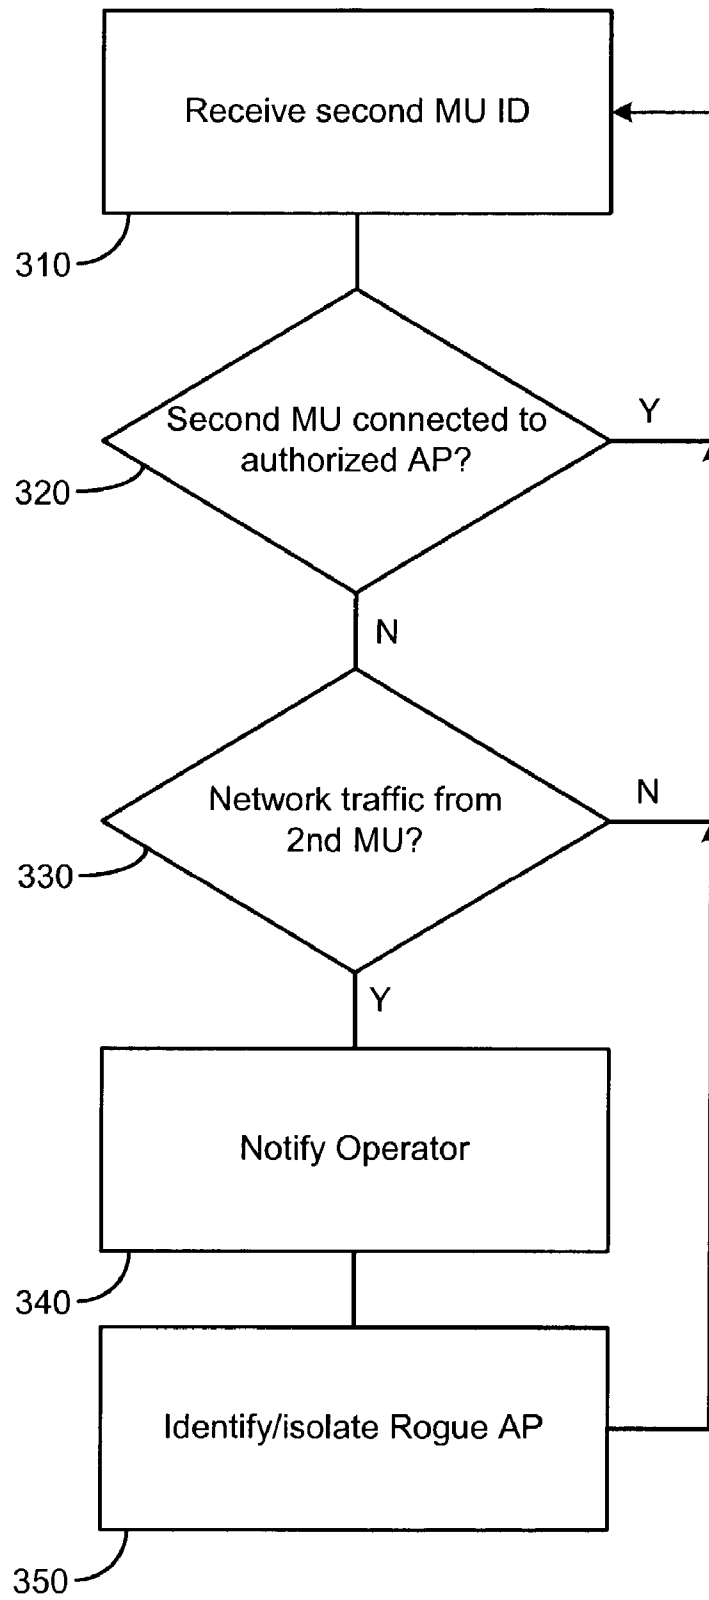 Receive second MU ID
310
Second MU connected to
authorized AP?
Y
320
N
Network traffic from
2nd MU?
N
330
Y
Notify Operator
340
Identify/isolate Rogue AP
350